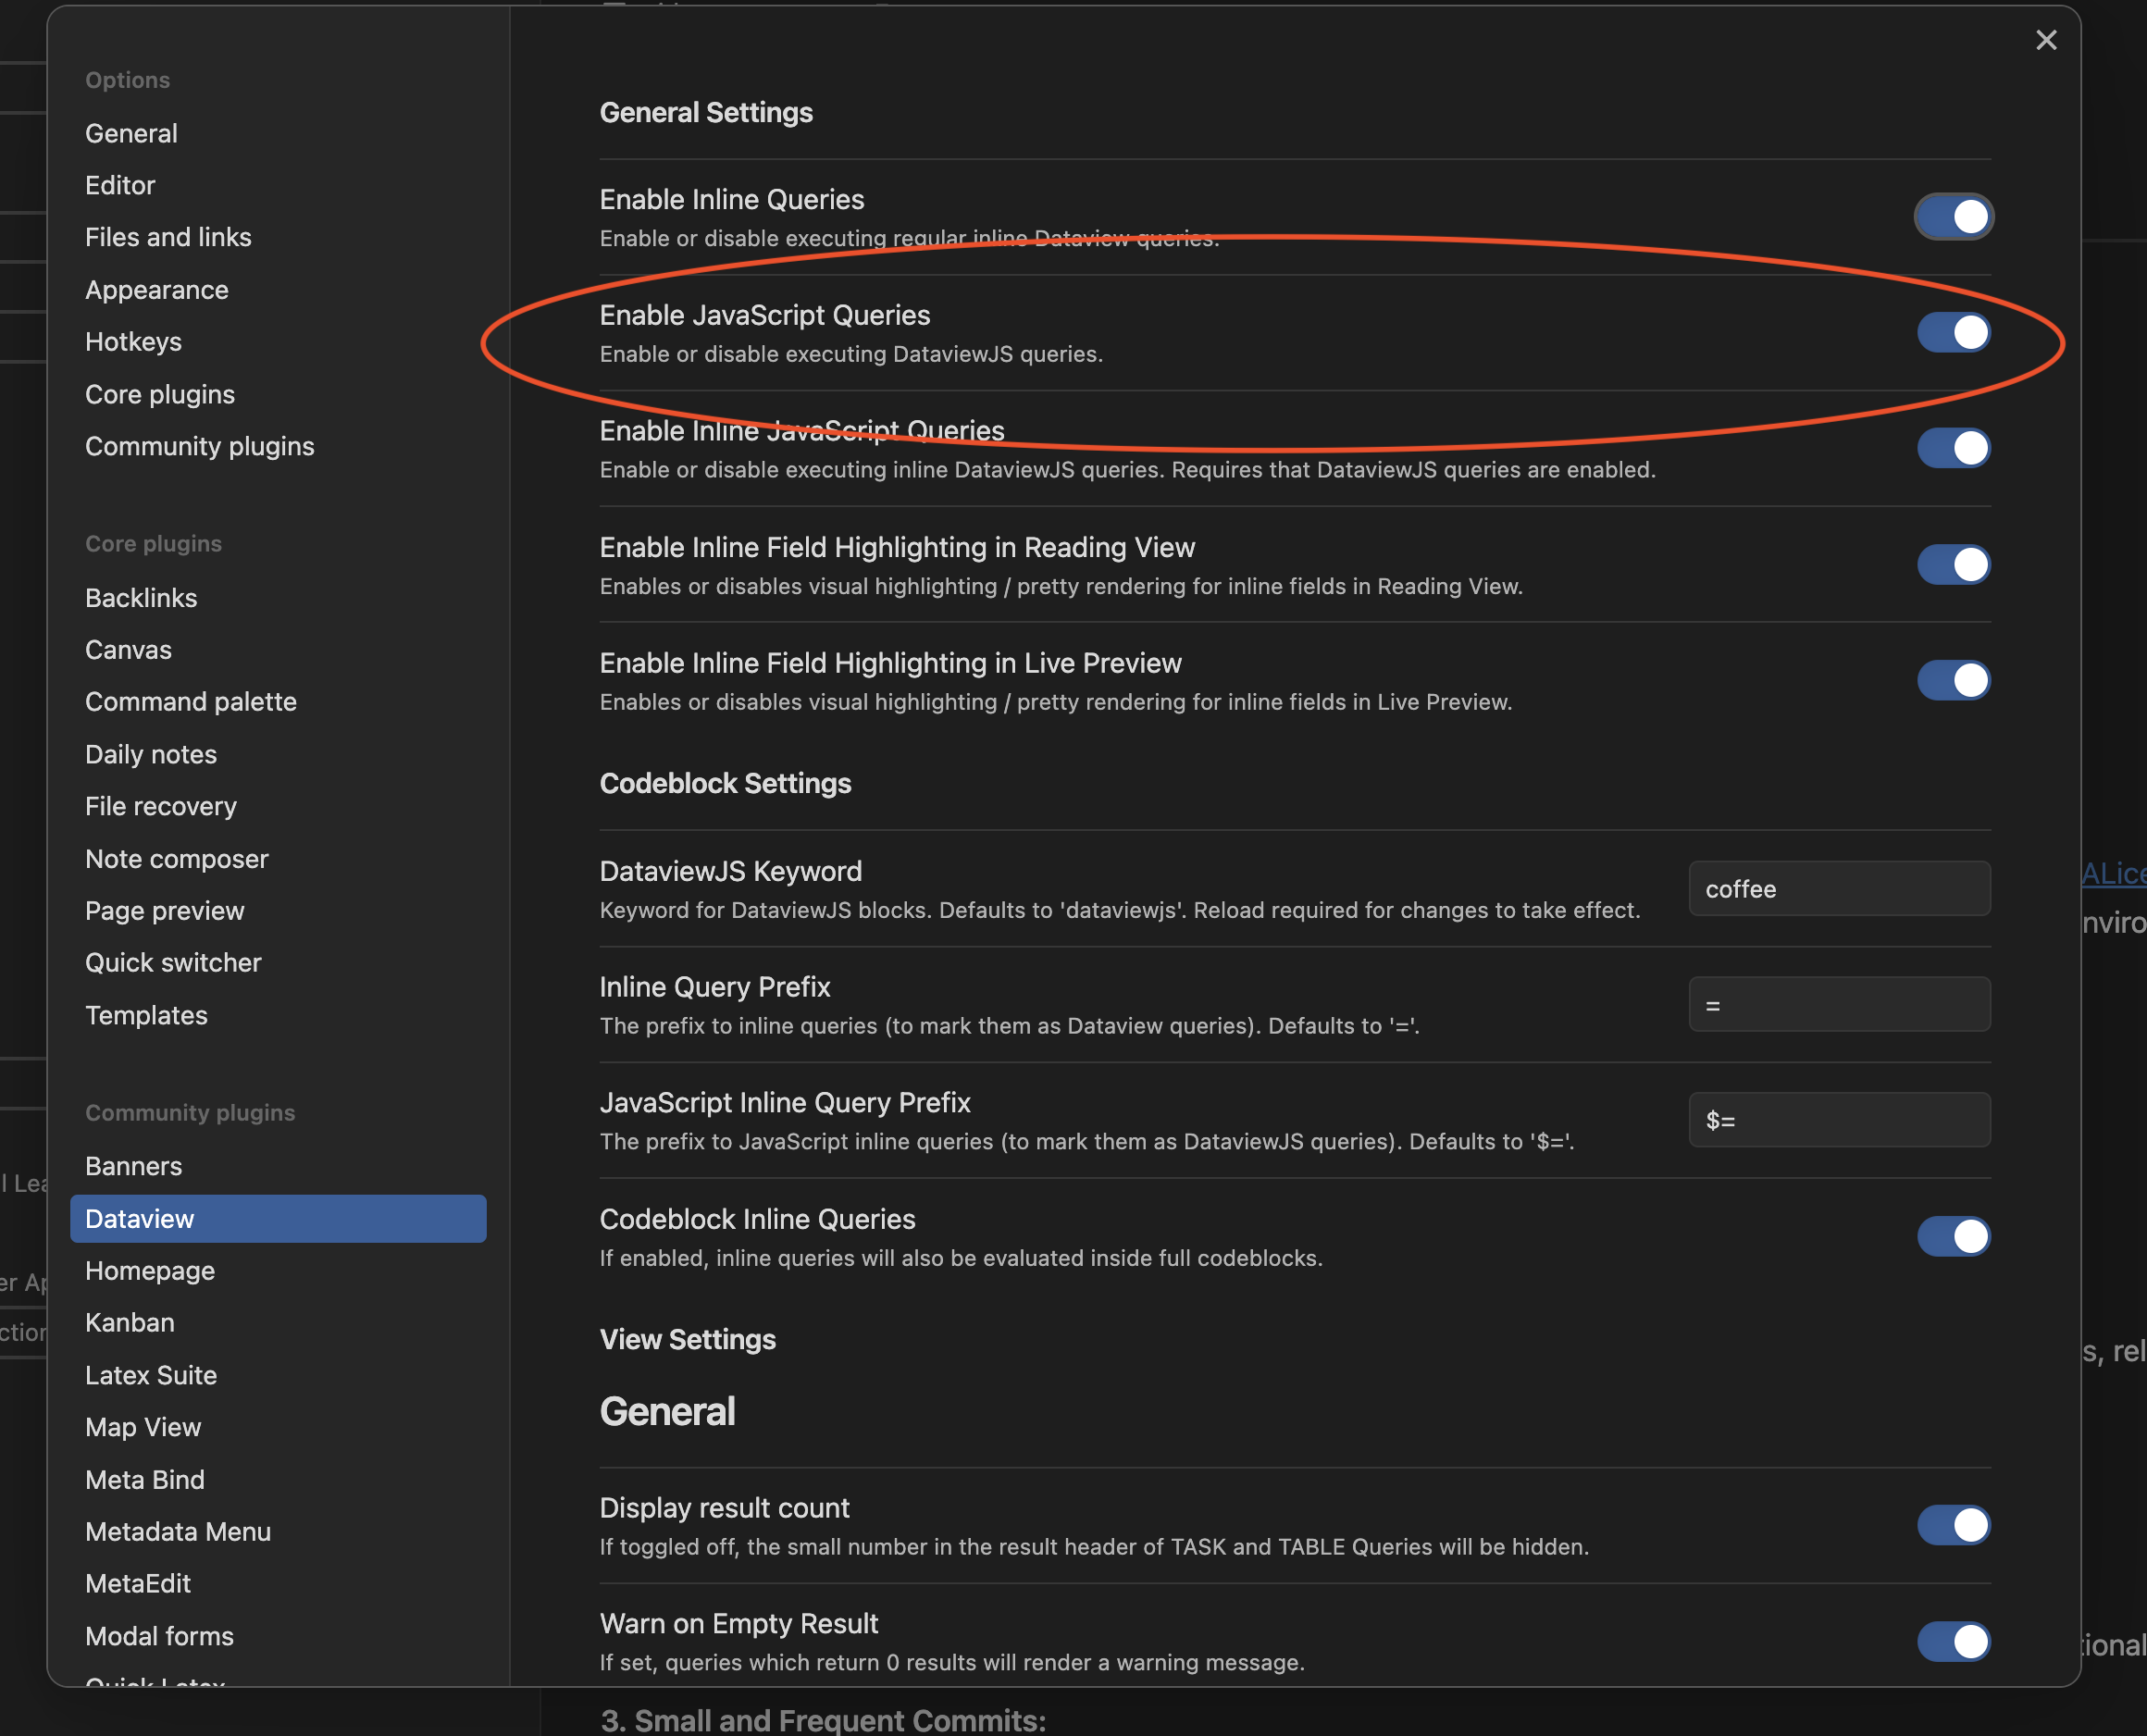 Options
General
Editor
Files and links
Appearance
Hotkeys
Core plugins
Community plugins
Core plugins
Backlinks
Canvas
Command palette
Daily notes
File recovery
Note composer
Page preview
Quick switcher
Templates
Community plugins
Banners
Dataview
Homepage
Kanban
Latex Suite
Map View
Meta Bind
Metadata Menu
MetaEdit
Modal forms
Quick Latex
General Settings
Enable Inline Queries
Enable or disable executing regular inline Dataview queries.
Enable JavaScript Queries
Enable or disable executing DataviewJS queries.
Enable Inline JavaScript Queries
Enable or disable executing inline DataviewJS queries. Requires that DataviewJS queries are enabled.
Enable Inline Field Highlighting in Reading View
Enables or disables visual highlighting / pretty rendering for inline fields in Reading View.
Enable Inline Field Highlighting in Live Preview
Enables or disables visual highlighting / pretty rendering for inline fields in Live Preview.
Codeblock Settings
DataviewJS Keyword
Keyword for DataviewJS blocks. Defaults to 'dataviewjs'. Reload required for changes to take effect.
coffee
Inline Query Prefix
The prefix to inline queries (to mark them as Dataview queries). Defaults to '='.
=
JavaScript Inline Query Prefix
The prefix to JavaScript inline queries (to mark them as DataviewJS queries). Defaults to '$='.
$=
Codeblock Inline Queries
If enabled, inline queries will also be evaluated inside full codeblocks.
View Settings
General
Display result count
If toggled off, the small number in the result header of TASK and TABLE Queries will be hidden.
Warn on Empty Result
If set, queries which return 0 results will render a warning message.
3. Small and Frequent Commits:
l Lea
er Ap
ction
ALice
nviro
s, rel
tional